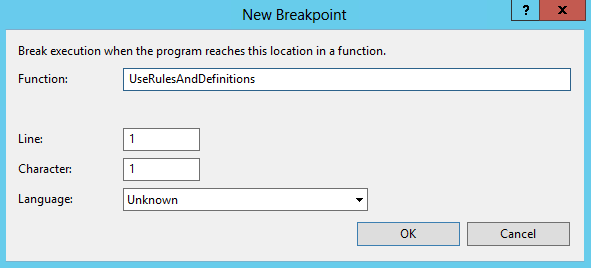 New Breakpoint
? x
Break execution when the program reaches this location in a function.
Function: UseRulesAndDefinitions
Line: 1
Character: 1
Language: Unknown
OK Cancel